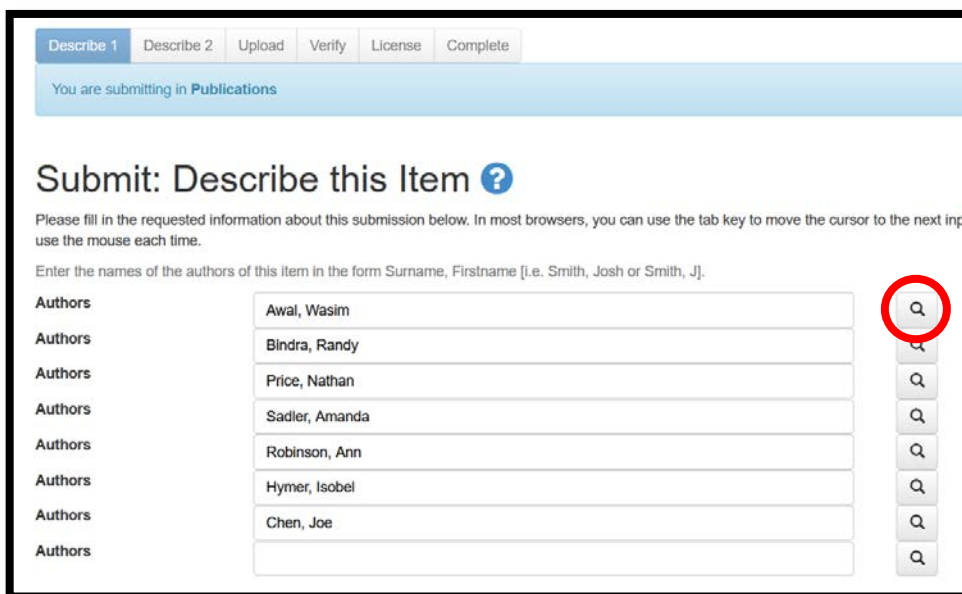 Describe 1 Describe 2 Upload Verify License Complete
You are submitting in Publications
Submit: Describe this Item ?
Please fill in the requested information about this submission below. In most browsers, you can use the tab key to move the cursor to the next
use the mouse each time.
Enter the names of the authors of this item in the form Surname, Firstname [i.e. Smith, Josh or Smith, J].
Authors Awal, Wasim
Authors Bindra, Randy
Authors Price, Nathan
Authors Sadler, Amanda
Authors Robinson, Ann
Authors Hymer, Isobel
Authors Chen, Joe
Authors